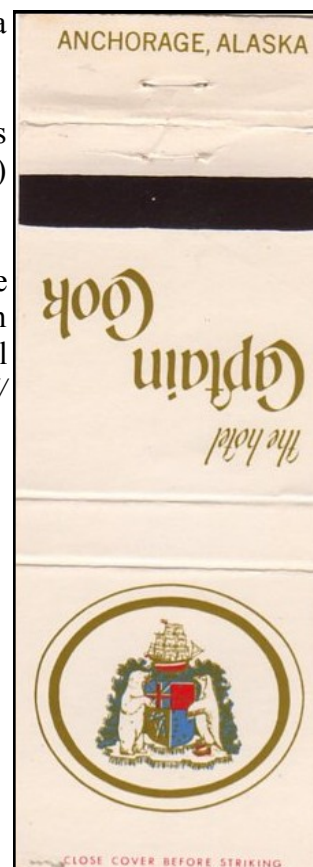 a
s
)
e
n
l
/
ANCHORAGE, ALASKA
the hotel
Captain
Cook
CLOSE COVER BEFORE STRIKING